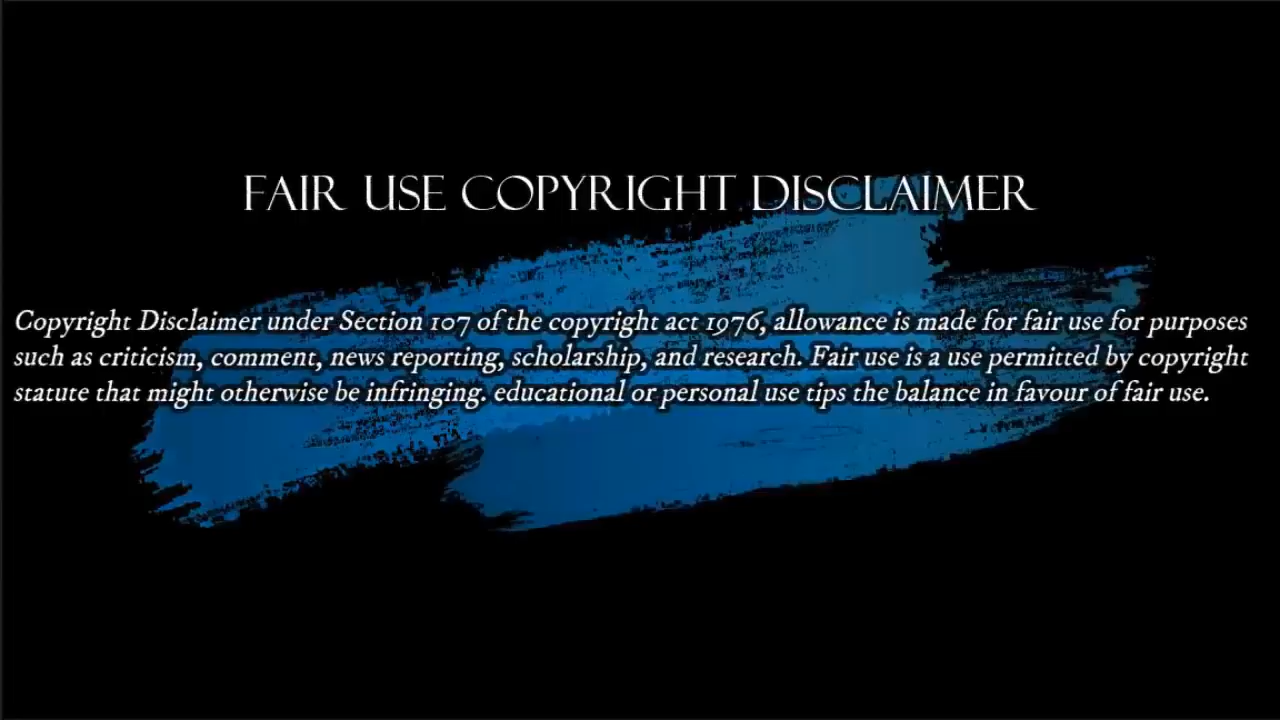 FAIR USE COPYRIGHT DISCLAIMER
Copyright Disclaimer under Section 107 of the copyright act 1976, allowance is made for fair use for purposes
such as criticism, comment, news reporting, scholarship, and research. Fair use is a use permitted by copyright
statute that might otherwise be infringing. educational or personal use tips the balance in favour of fair use.